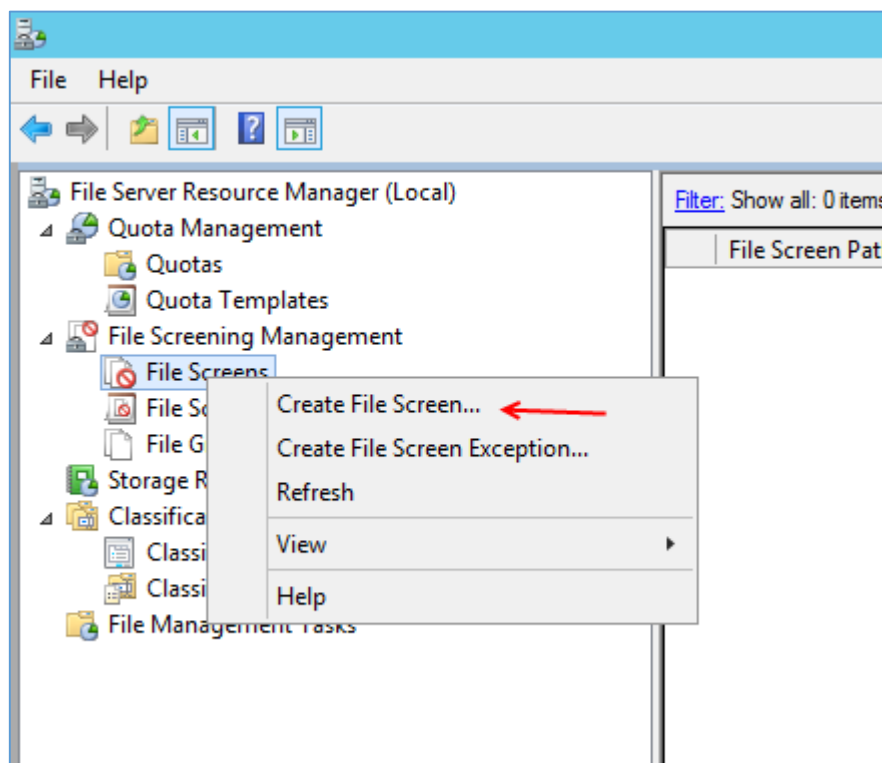 File Help
File Server Resource Manager (Local)
Filter: Show all: 0 items
Quota Management
File Screen Pat
Quotas
Quota Templates
File Screening Management
File Screens
File Sc
File G
Storage R
Classifica
Classi
Classi
File Management Tasks
Create File Screen...
Create File Screen Exception...
Refresh
View
Help